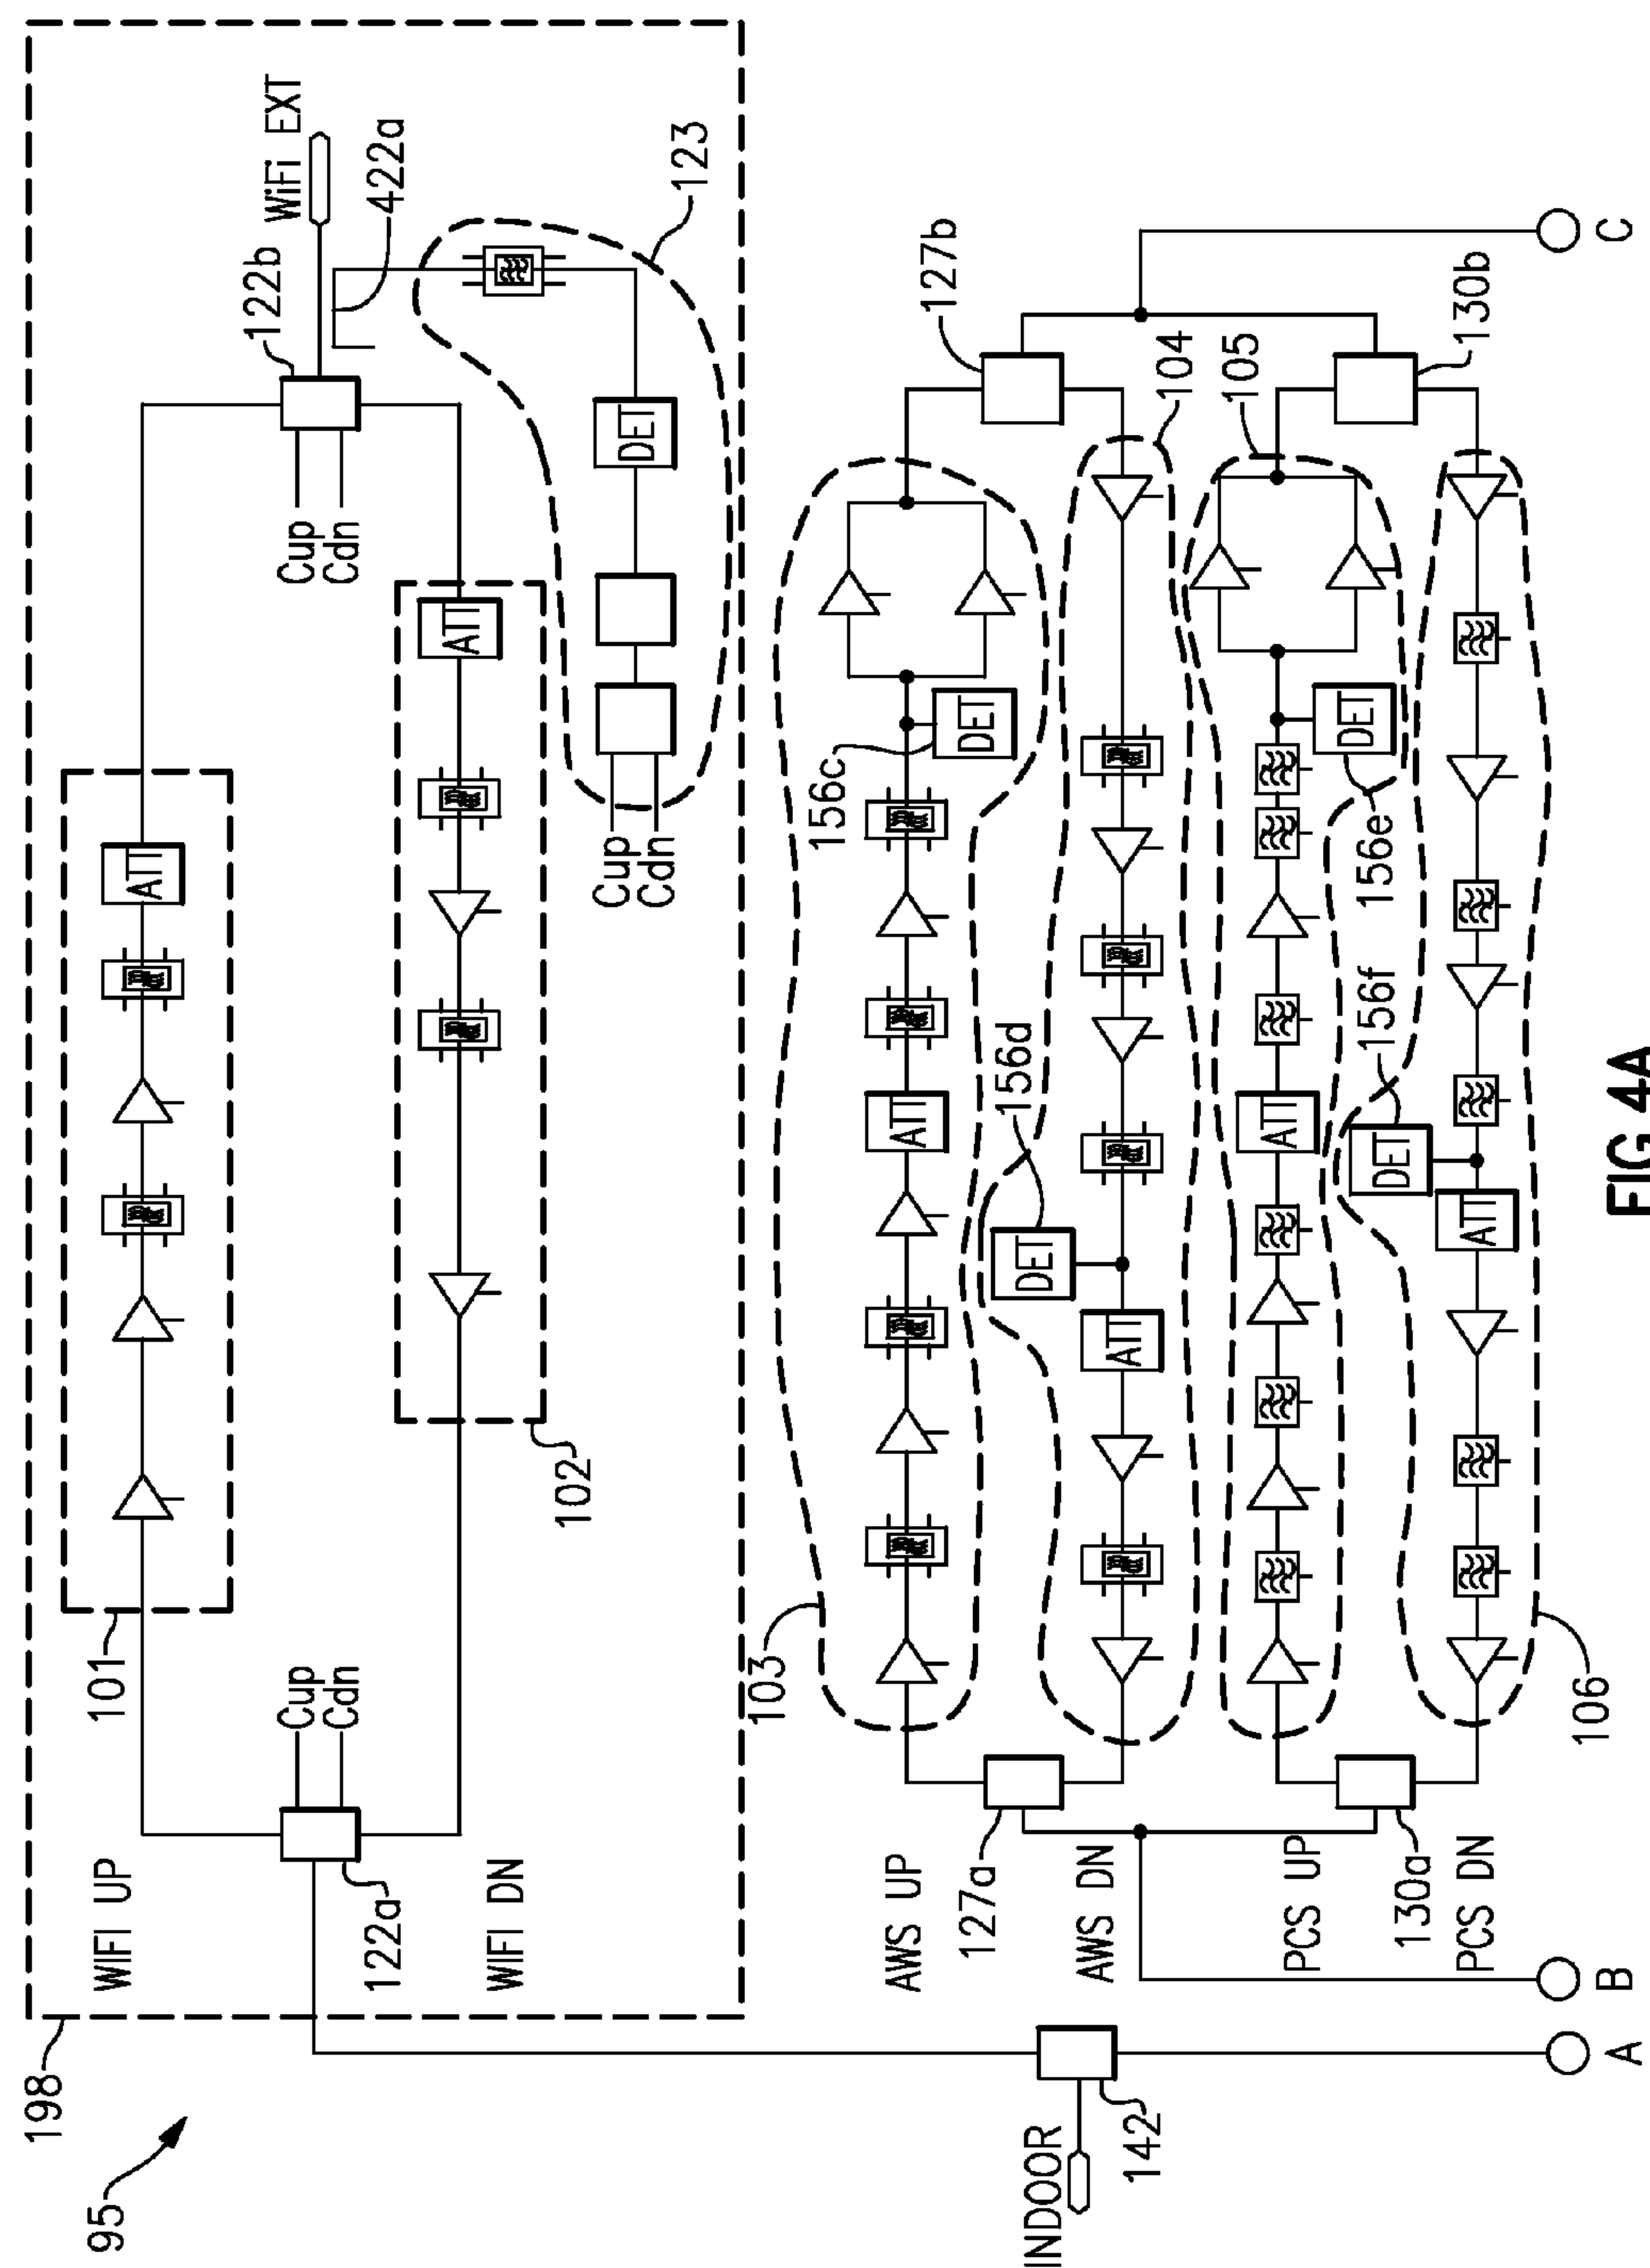 95
198
WIFI UP
101
ATT
122a
Cup
Cdn
122b
Cup
Cdn
WiFi EXT
422a
WIFI DN
102
ATT
123
DET
Cup
Cdn
INDOOR
142
AWS UP
103
ATT
156c
DET
127a
127b
AWS DN
ATT
DET
156d
104
PCS UP
ATT
DET
156e
105
130a
130b
PCS DN
ATT
DET
156f
106
A
B
C
FIG.4A